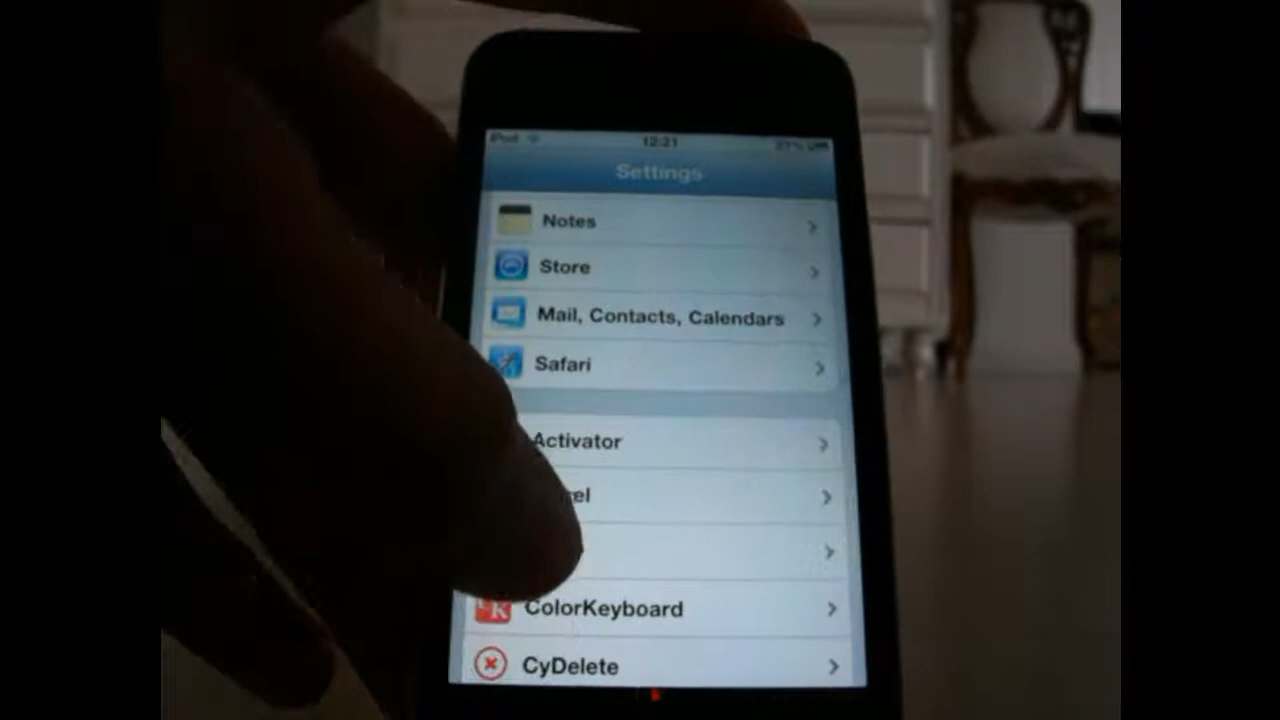 iPod 12:21
Settings
Notes
Store
Mail, Contacts, Calendars
Safari
Activator
ColorKeyboard
CyDelete